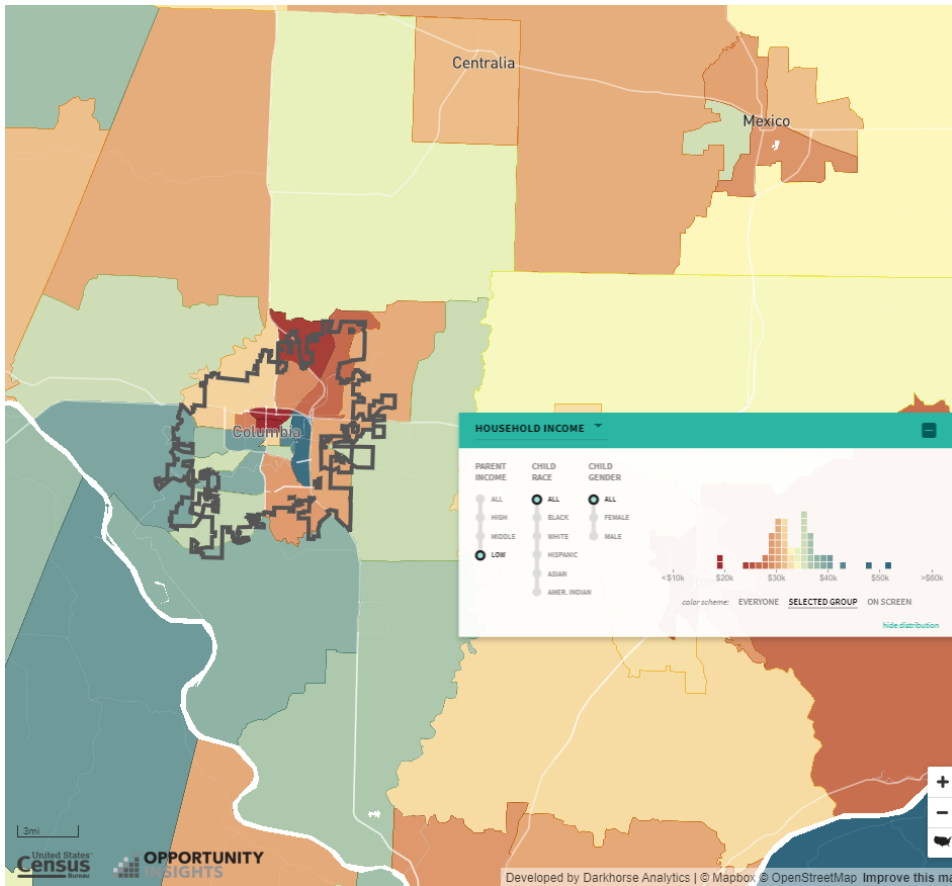 Centralia
Mexico
Columbia
HOUSEHOLD INCOME
PARENT INCOME
ALL
HIGH
MIDDLE
LOW
CHILD RACE
ALL
BLACK
WHITE
HISPANIC
ASIAN
AMER. INDIAN
CHILD GENDER
ALL
FEMALE
MALE
<$10k $20k $30k $40k $50k >$60k
color scheme: EVERYONE SELECTED GROUP ON SCREEN
hide distribution
3mi
United States®
Census
Bureau
OPPORTUNITY
INSIGHTS
Developed by Darkhorse Analytics | © Mapbox © OpenStreetMap Improve this m